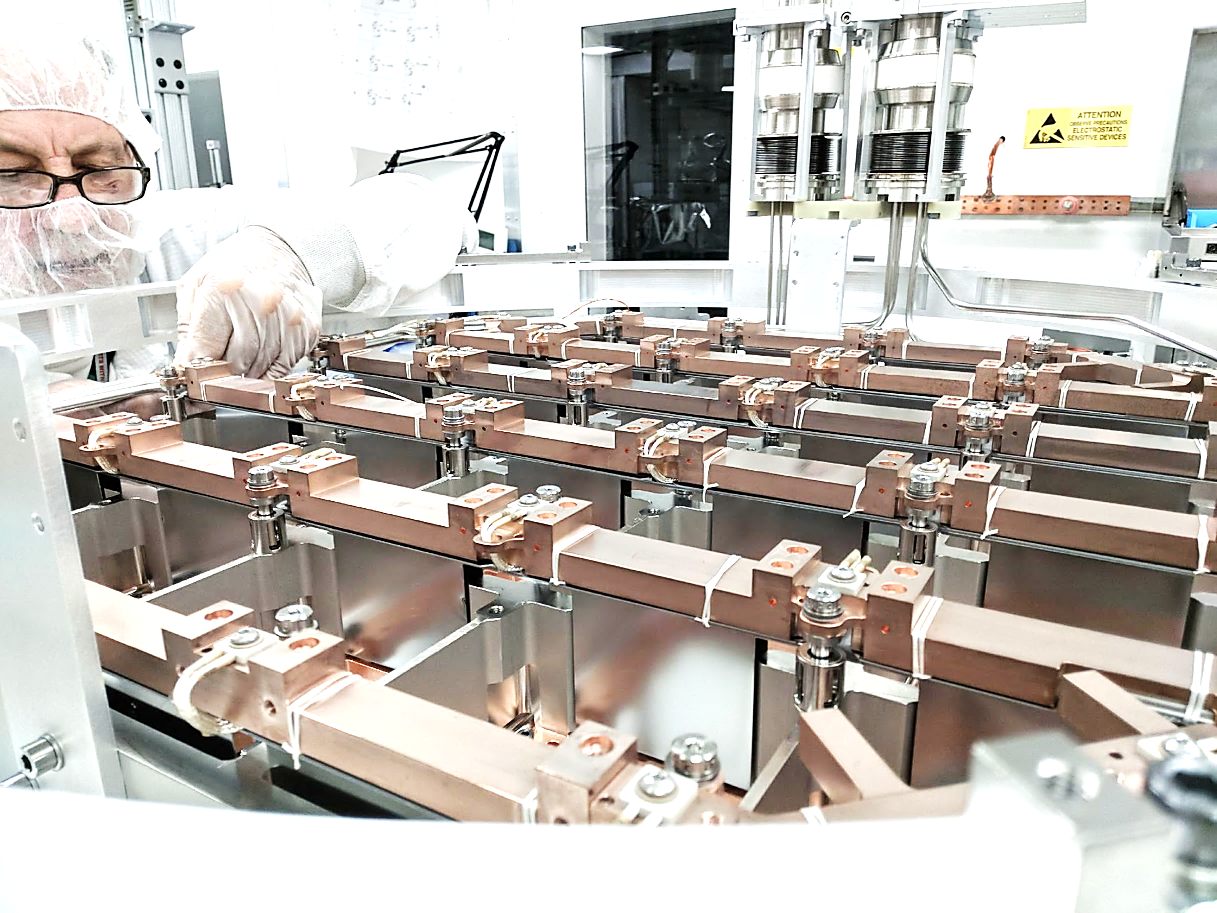 ATTENTION
OBSERVE PRECAUTIONS
ELECTROSTATIC
SENSITIVE DEVICES